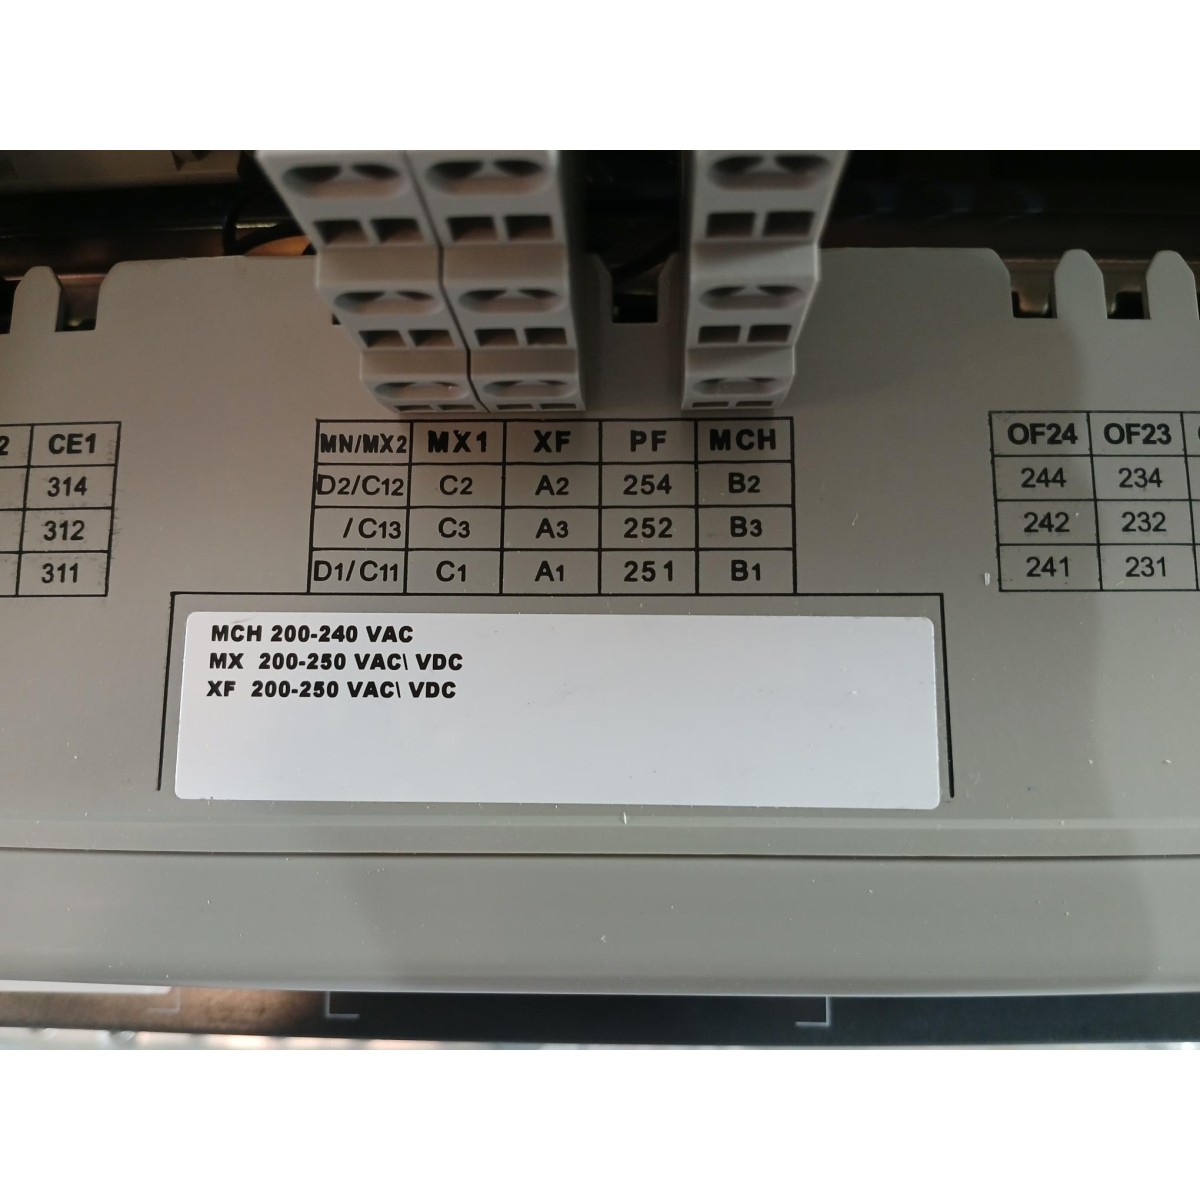 2 CE1 MN/MX2 MX1 XF PF MCH OF24 OF23
314 D2/C12 C2 A2 254 B2 244 234
312 /C13 C3 A3 252 B3 242 232
311 D1/C11 C1 A1 251 B1 241 231
MCH 200-240 VAC
MX 200-250 VAC\ VDC
XF 200-250 VAC\ VDC